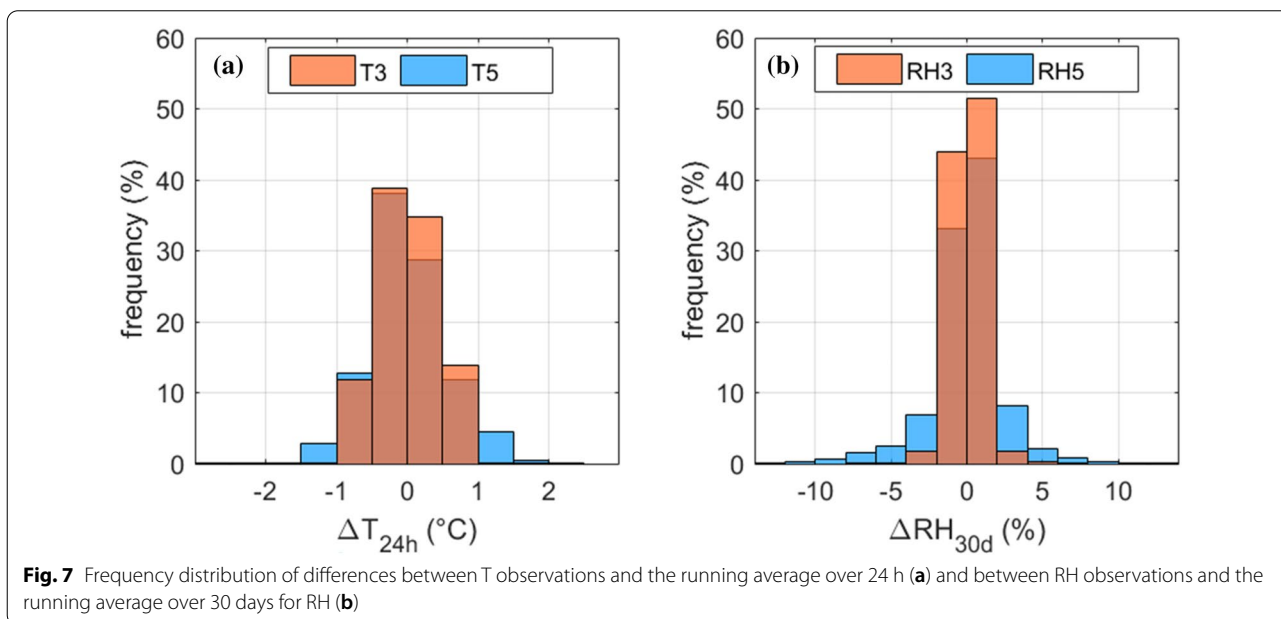 (a)
T3 T5
60
50
40
30
20
10
0
frequency (%)
-2 -1 0 1 2
ΔT24h (°C)
(b)
RH3 RH5
60
50
40
30
20
10
0
frequency (%)
-10 -5 0 5 10
ΔRH30d (%)
Fig. 7 Frequency distribution of differences between T observations and the running average over 24 h (a) and between RH observations and the
running average over 30 days for RH (b)